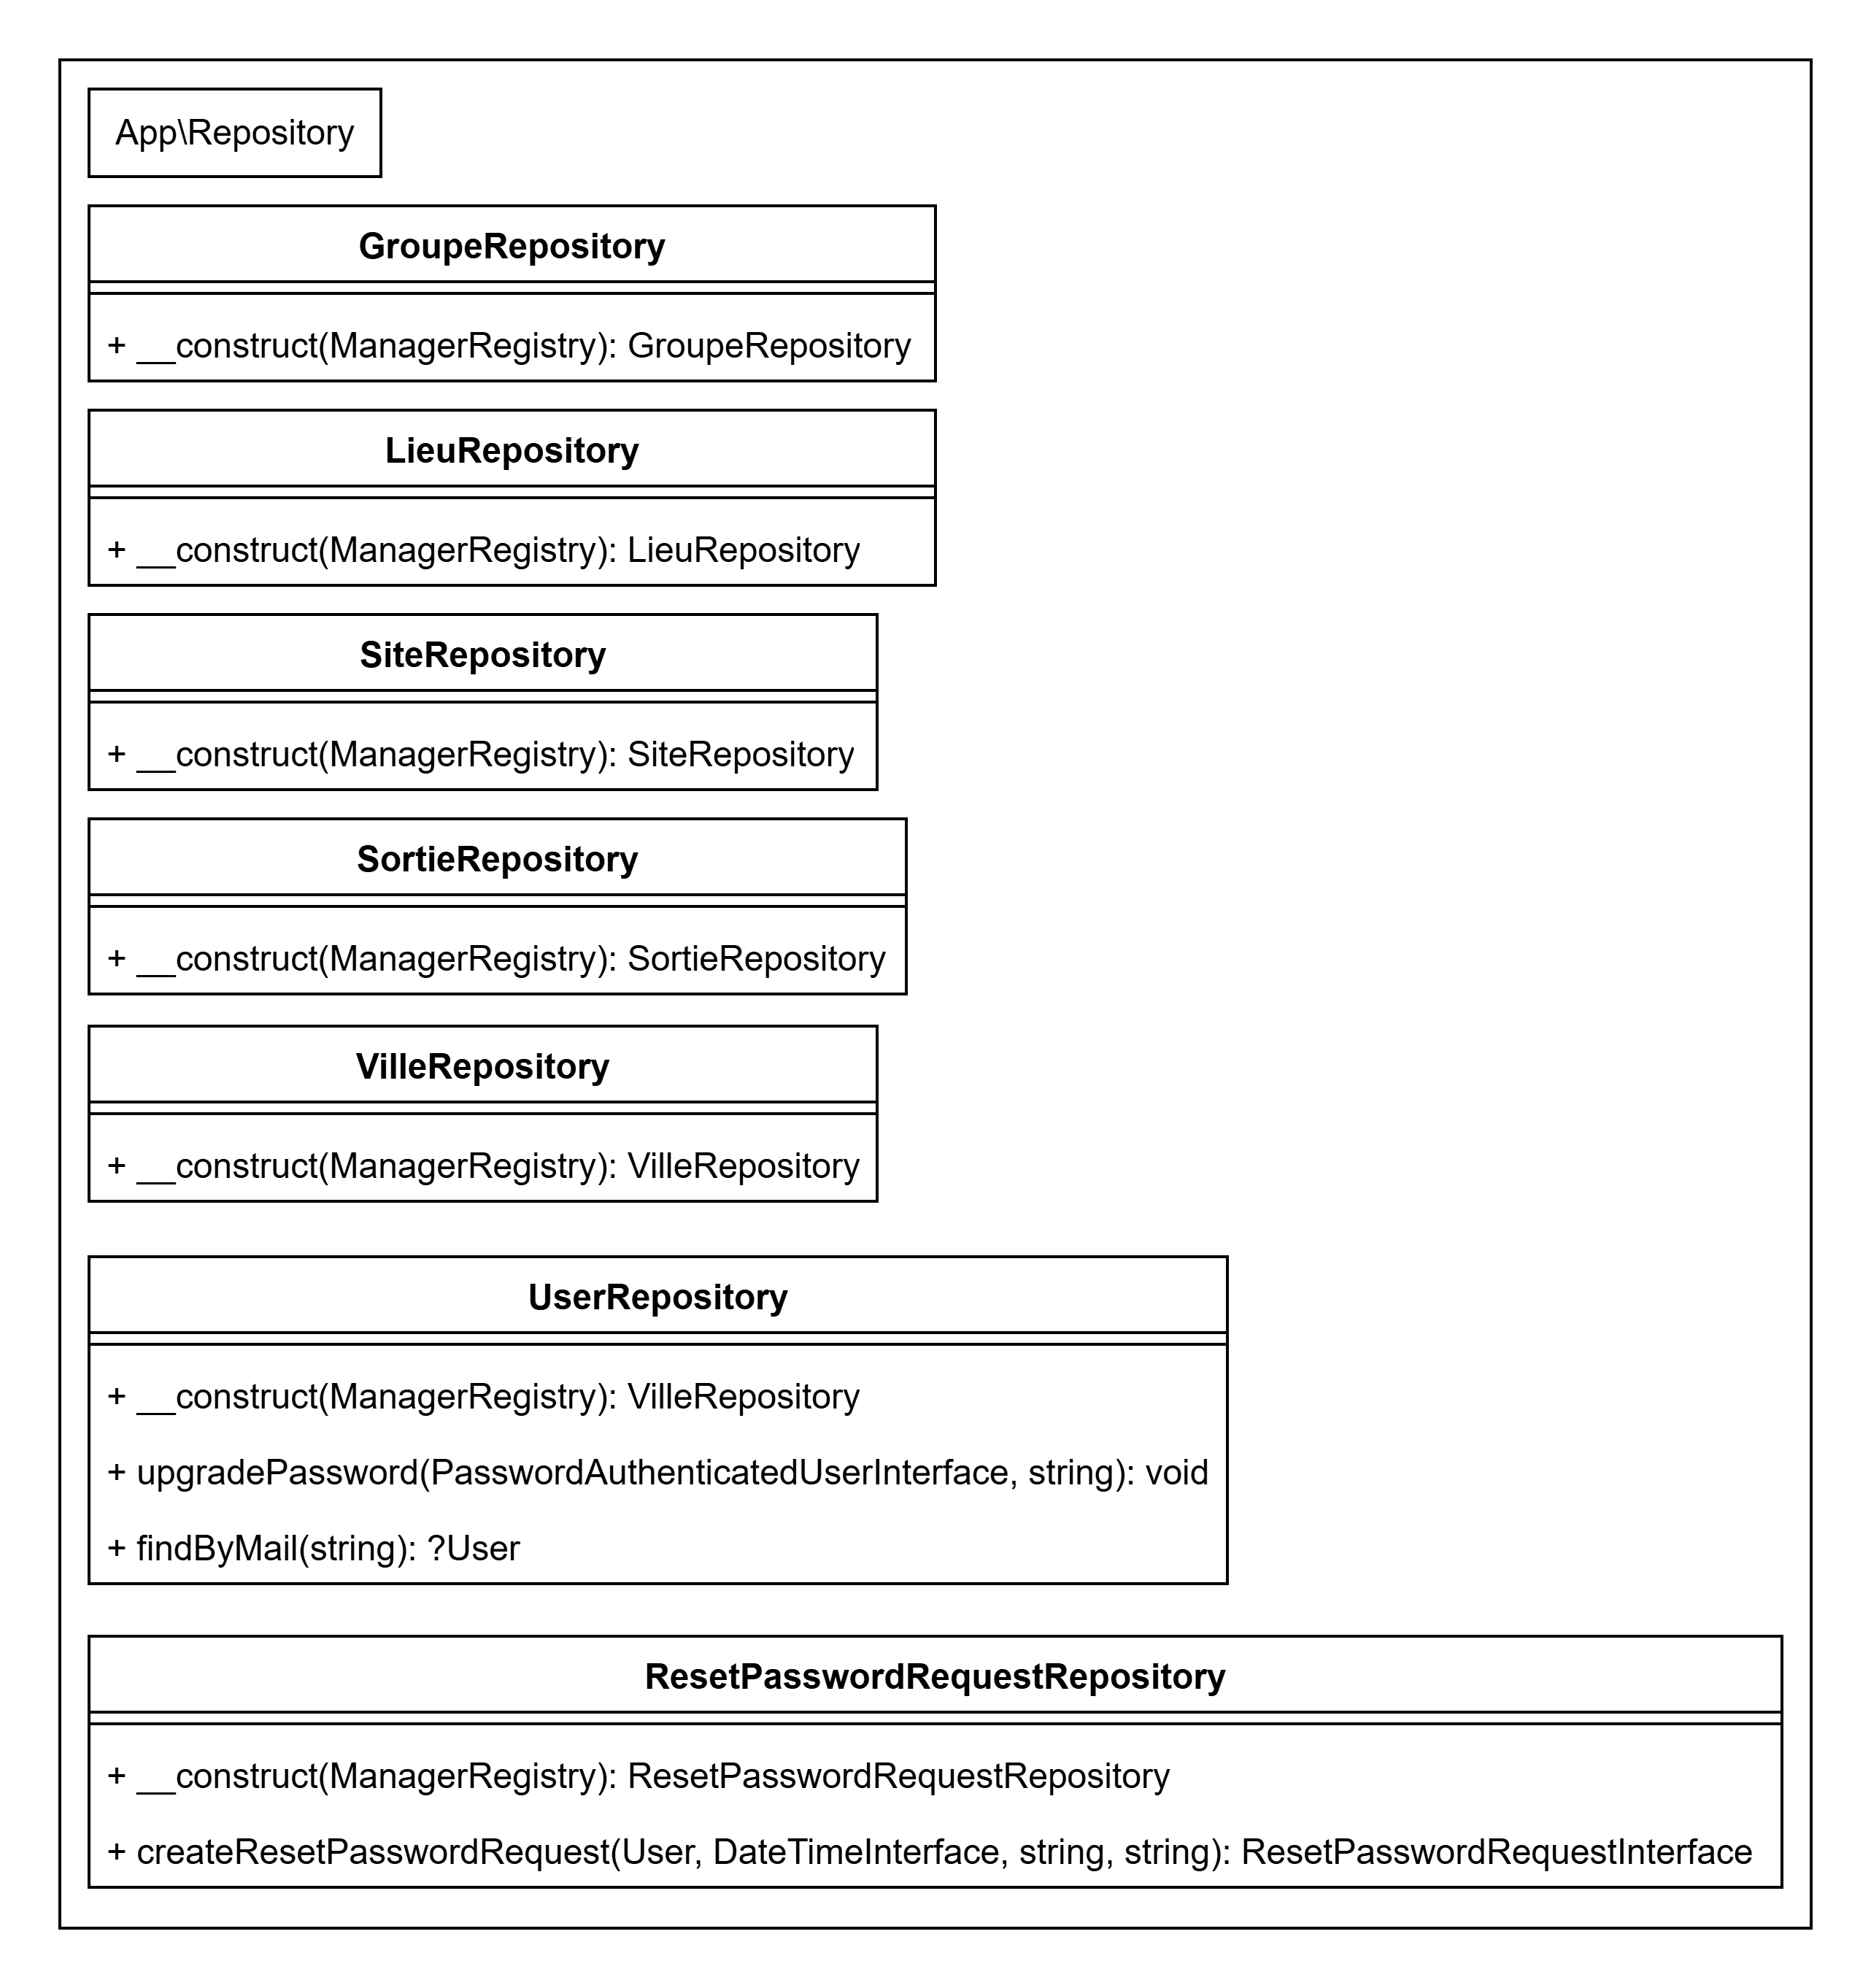 App\Repository
GroupeRepository
+ __construct(ManagerRegistry): GroupeRepository
LieuRepository
+ __construct(ManagerRegistry): LieuRepository
SiteRepository
+ __construct(ManagerRegistry): SiteRepository
SortieRepository
+ __construct(ManagerRegistry): SortieRepository
VilleRepository
+ __construct(ManagerRegistry): VilleRepository
UserRepository
+ __construct(ManagerRegistry): VilleRepository
+ upgradePassword(PasswordAuthenticatedUserInterface, string): void
+ findByMail(string): ?User
ResetPasswordRequestRepository
+ __construct(ManagerRegistry): ResetPasswordRequestRepository
+ createResetPasswordRequest(User, DateTimeInterface, string, string): ResetPasswordRequestInterface